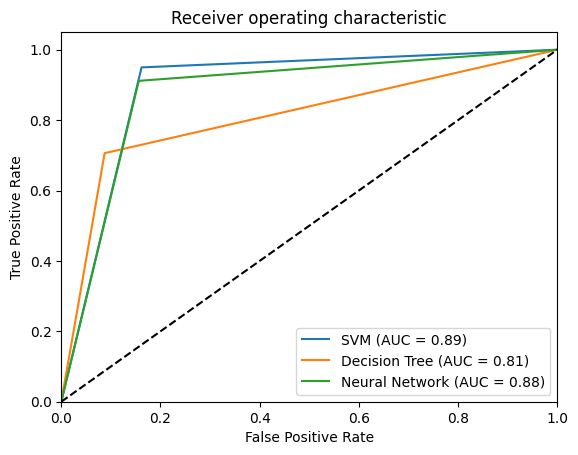 Receiver operating characteristic
True Positive Rate
1.0
0.8
0.6
0.4
0.2
0.0
SVM (AUC = 0.89)
Decision Tree (AUC = 0.81)
Neural Network (AUC = 0.88)
0.0 0.2 0.4 0.6 0.8 1.0
False Positive Rate